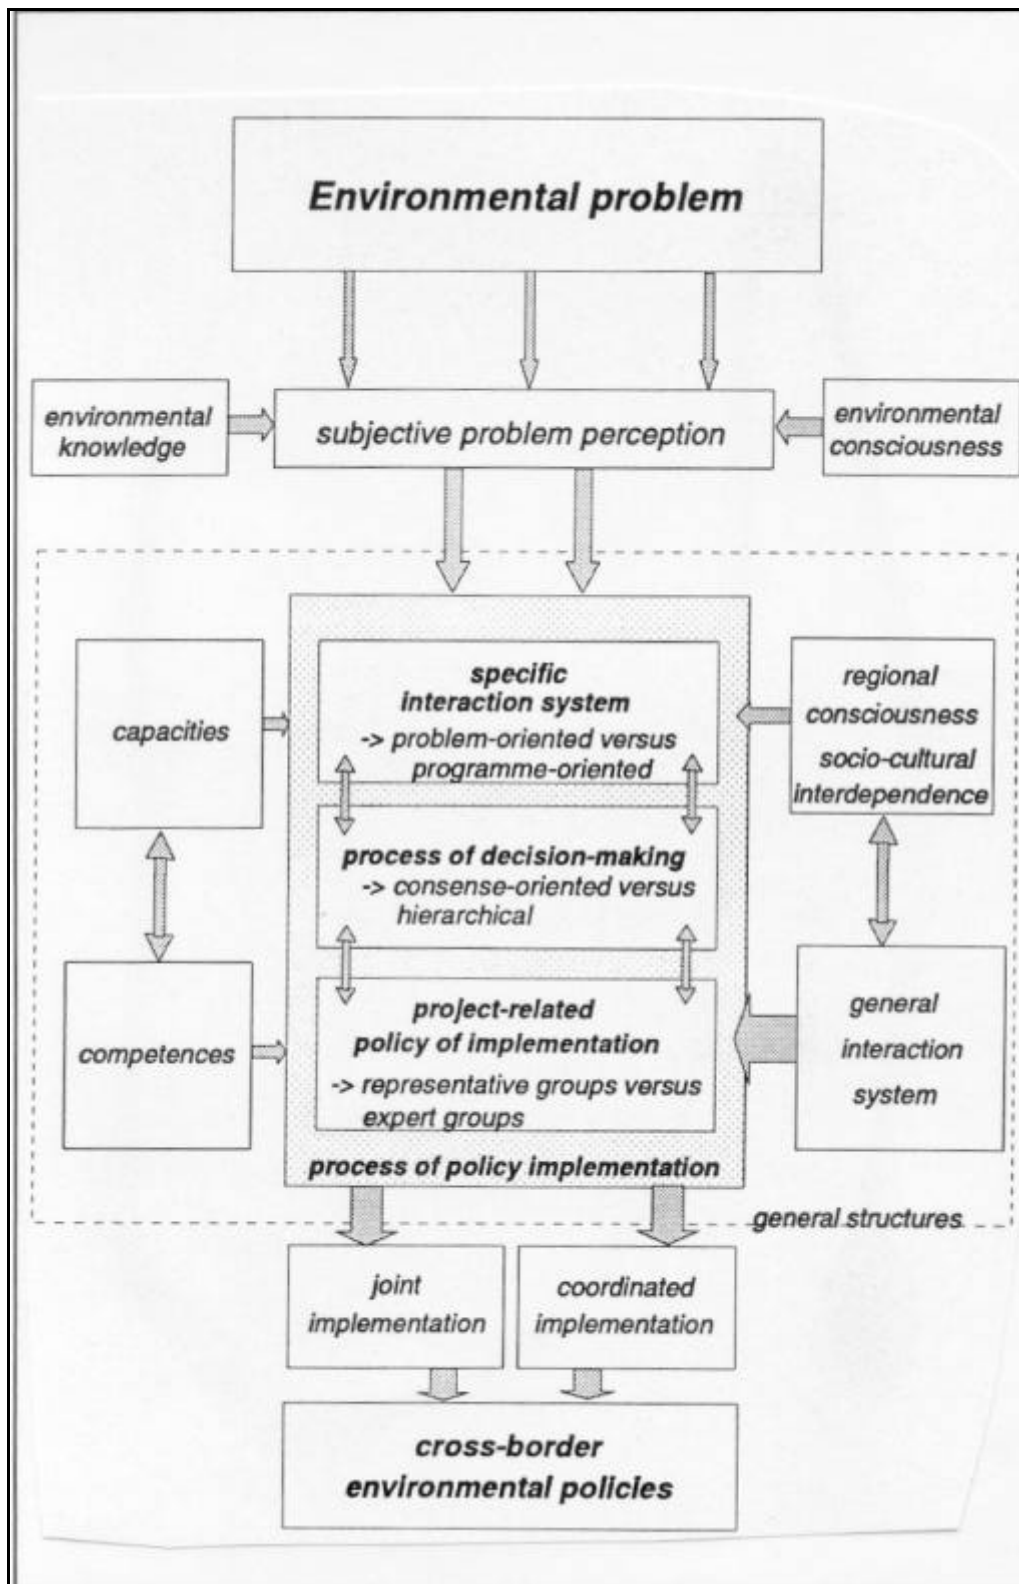 Environmental problem
environmental
knowledge
subjective problem perception
environmental
consciousness
specific
interaction system
-> problem-oriented versus
programme-oriented
capacities
regional
consciousness
socio-cultural
interdependence
process of decision-making
-> consense-oriented versus
hierarchical
competences
project-related
policy of implementation
-> representative groups versus
expert groups
general
interaction
system
process of policy implementation
general structures
joint
implementation
coordinated
implementation
cross-border
environmental policies